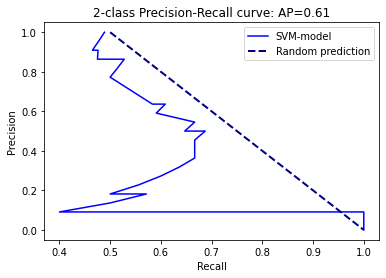 2-class Precision-Recall curve: AP=0.61
SVM-model
Random prediction
Precision
1.0
0.8
0.6
0.4
0.2
0.0
0.4 0.5 0.6 0.7 0.8 0.9 1.0
Recall